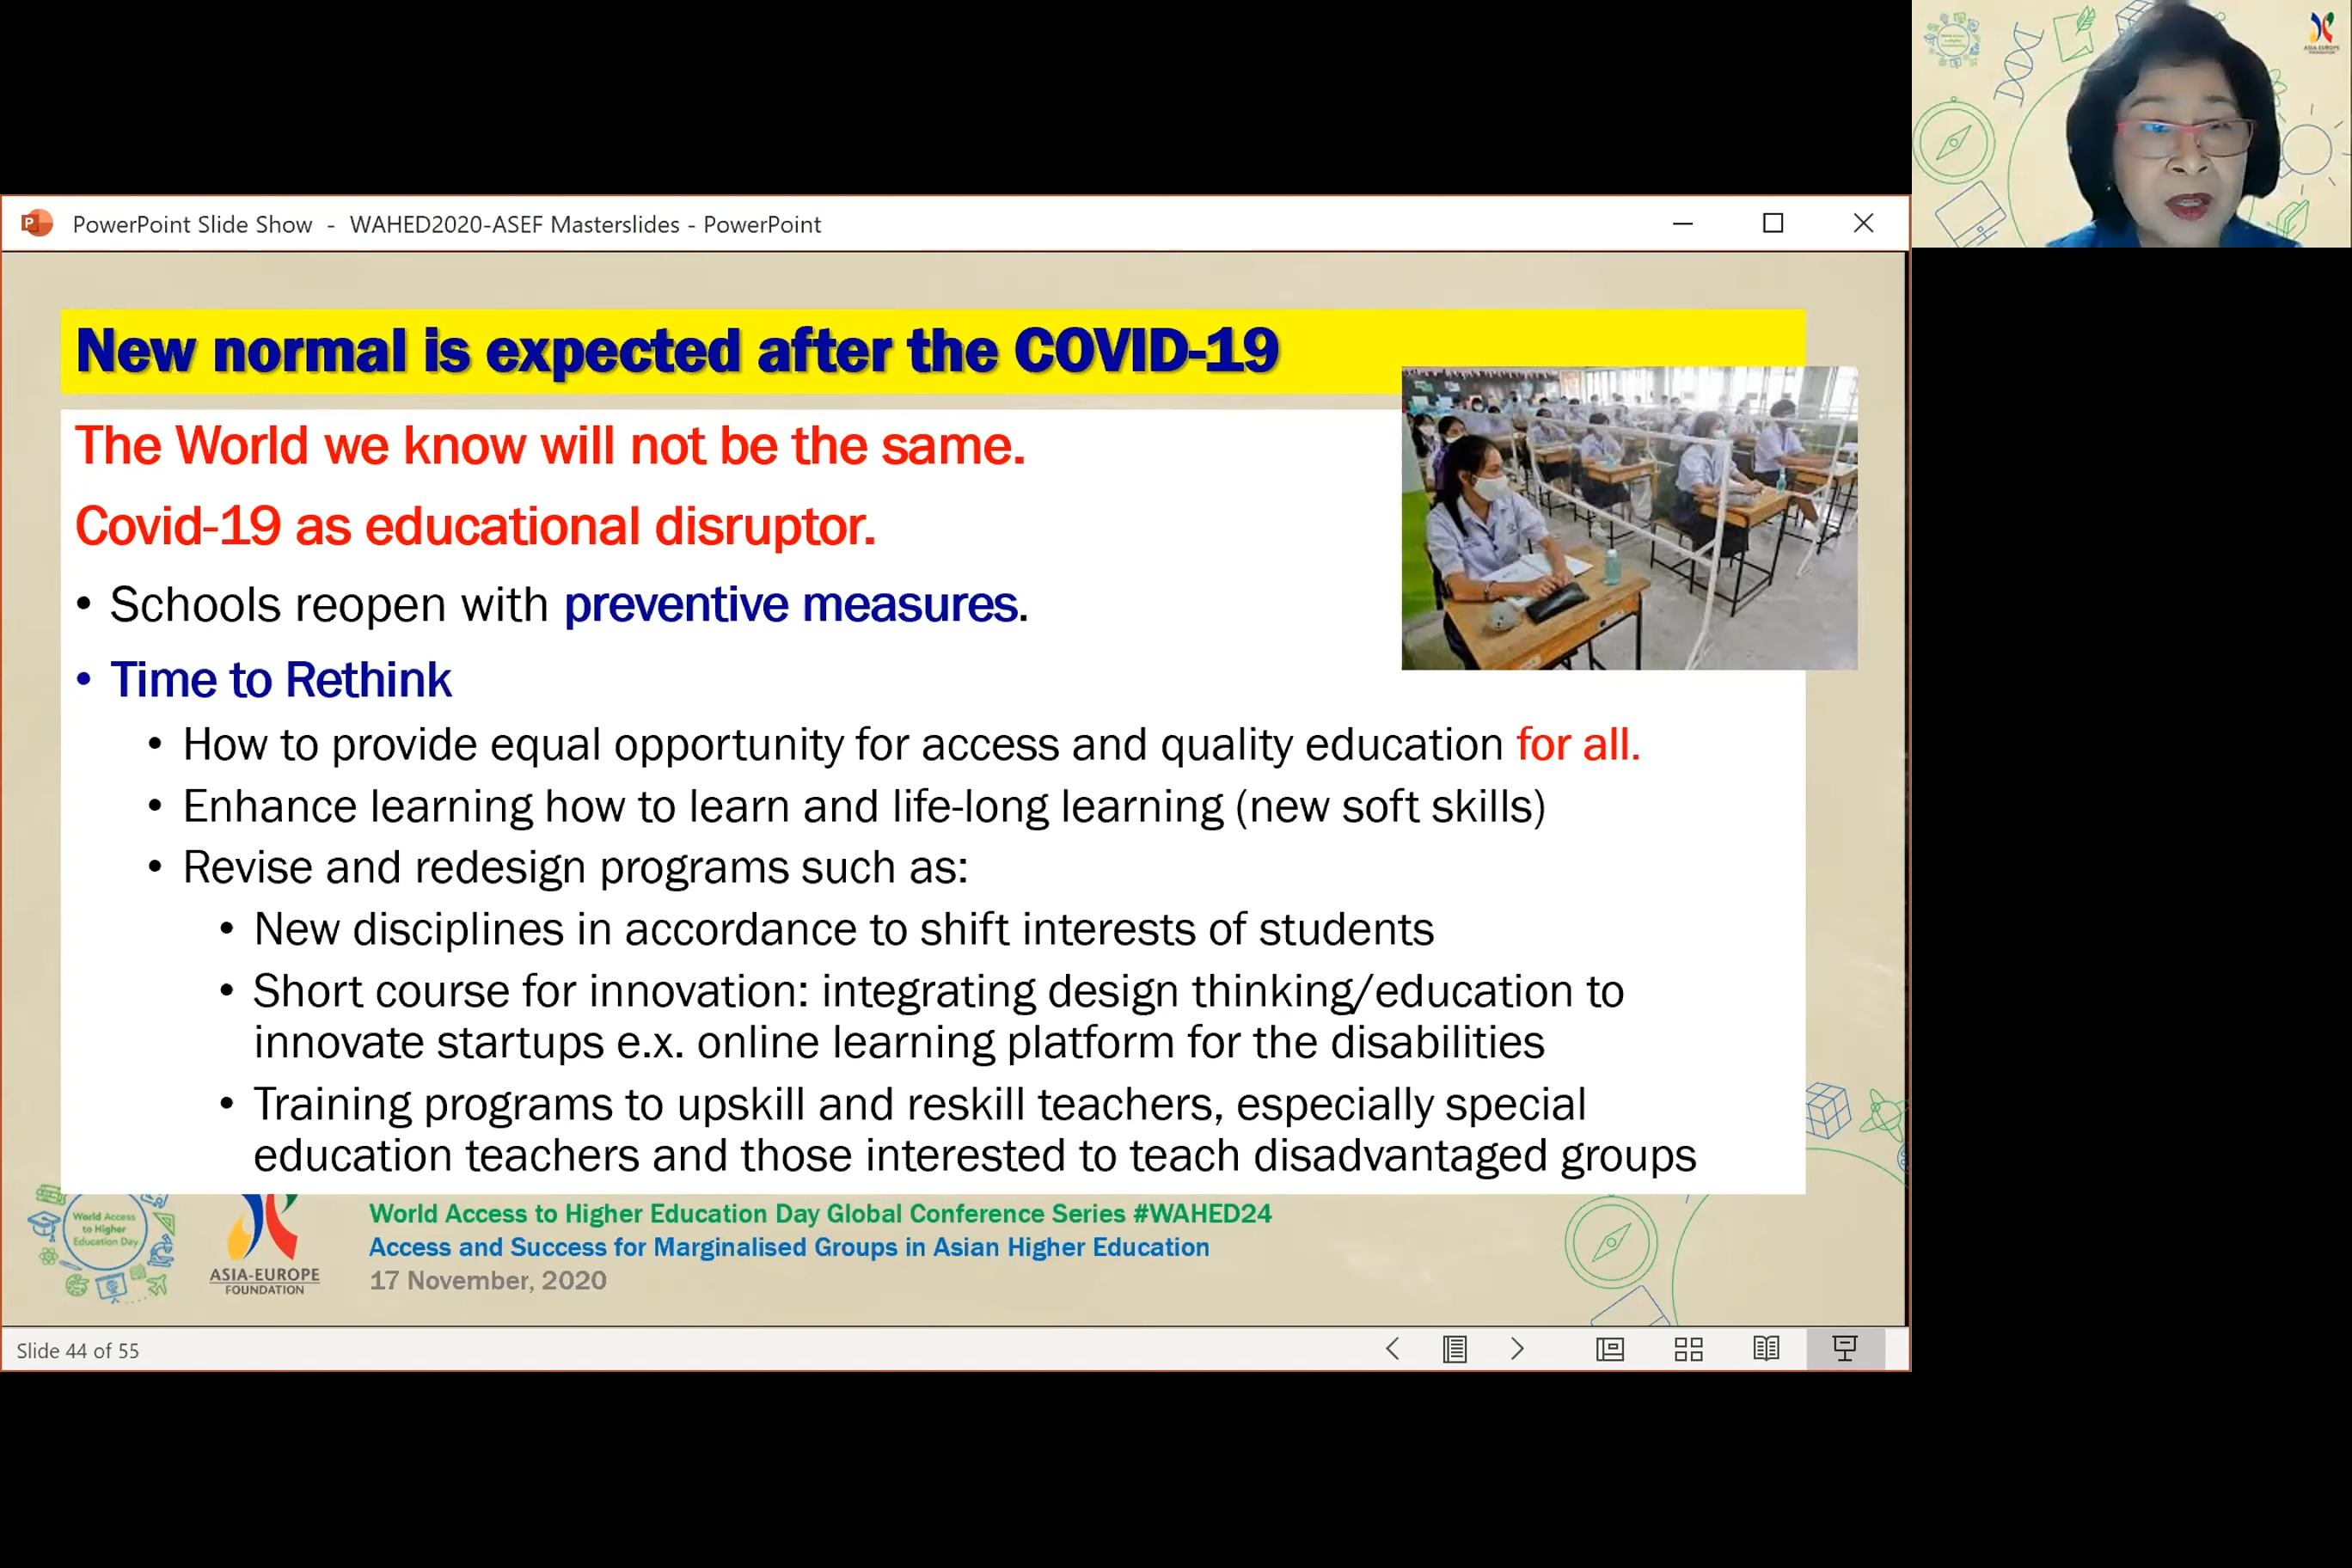 PowerPoint Slide Show - WAHED2020-ASEF Masterslides - PowerPoint
New normal is expected after the COVID-19
The World we know will not be the same.
Covid-19 as educational disruptor.
• Schools reopen with preventive measures.
• Time to Rethink
• How to provide equal opportunity for access and quality education for all.
• Enhance learning how to learn and life-long learning (new soft skills)
• Revise and redesign programs such as:
• New disciplines in accordance to shift interests of students
• Short course for innovation: integrating design thinking/education to
innovate startups e.x. online learning platform for the disabilities
• Training programs to upskill and reskill teachers, especially special
education teachers and those interested to teach disadvantaged groups
World Access
to Higher
Education Day
ASIA-EUROPE
FOUNDATION
World Access to Higher Education Day Global Conference Series #WAHED24
Access and Success for Marginalised Groups in Asian Higher Education
17 November, 2020
Slide 44 of 55
ASIA-EUROPE